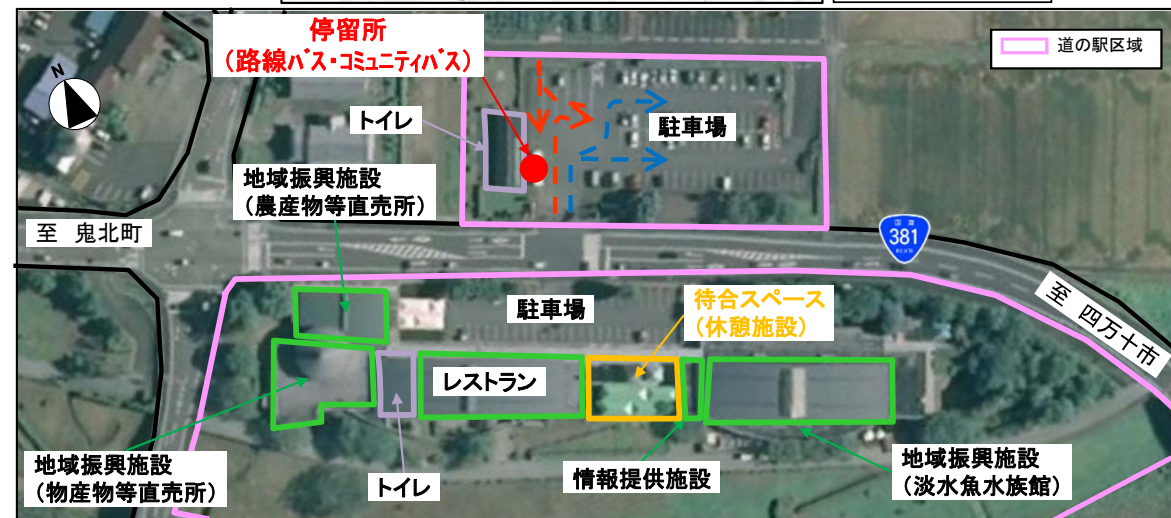 停留所
（路線バス・コミュニティバス）
道の駅区域
N
トイレ
駐車場
地域振興施設
（農産物等直売所）
至 鬼北町
381
駐車場
待合スペース
（休憩施設）
至 四万十市
レストラン
地域振興施設
（物産物等直売所）
トイレ
情報提供施設
地域振興施設
（淡水魚水族館）